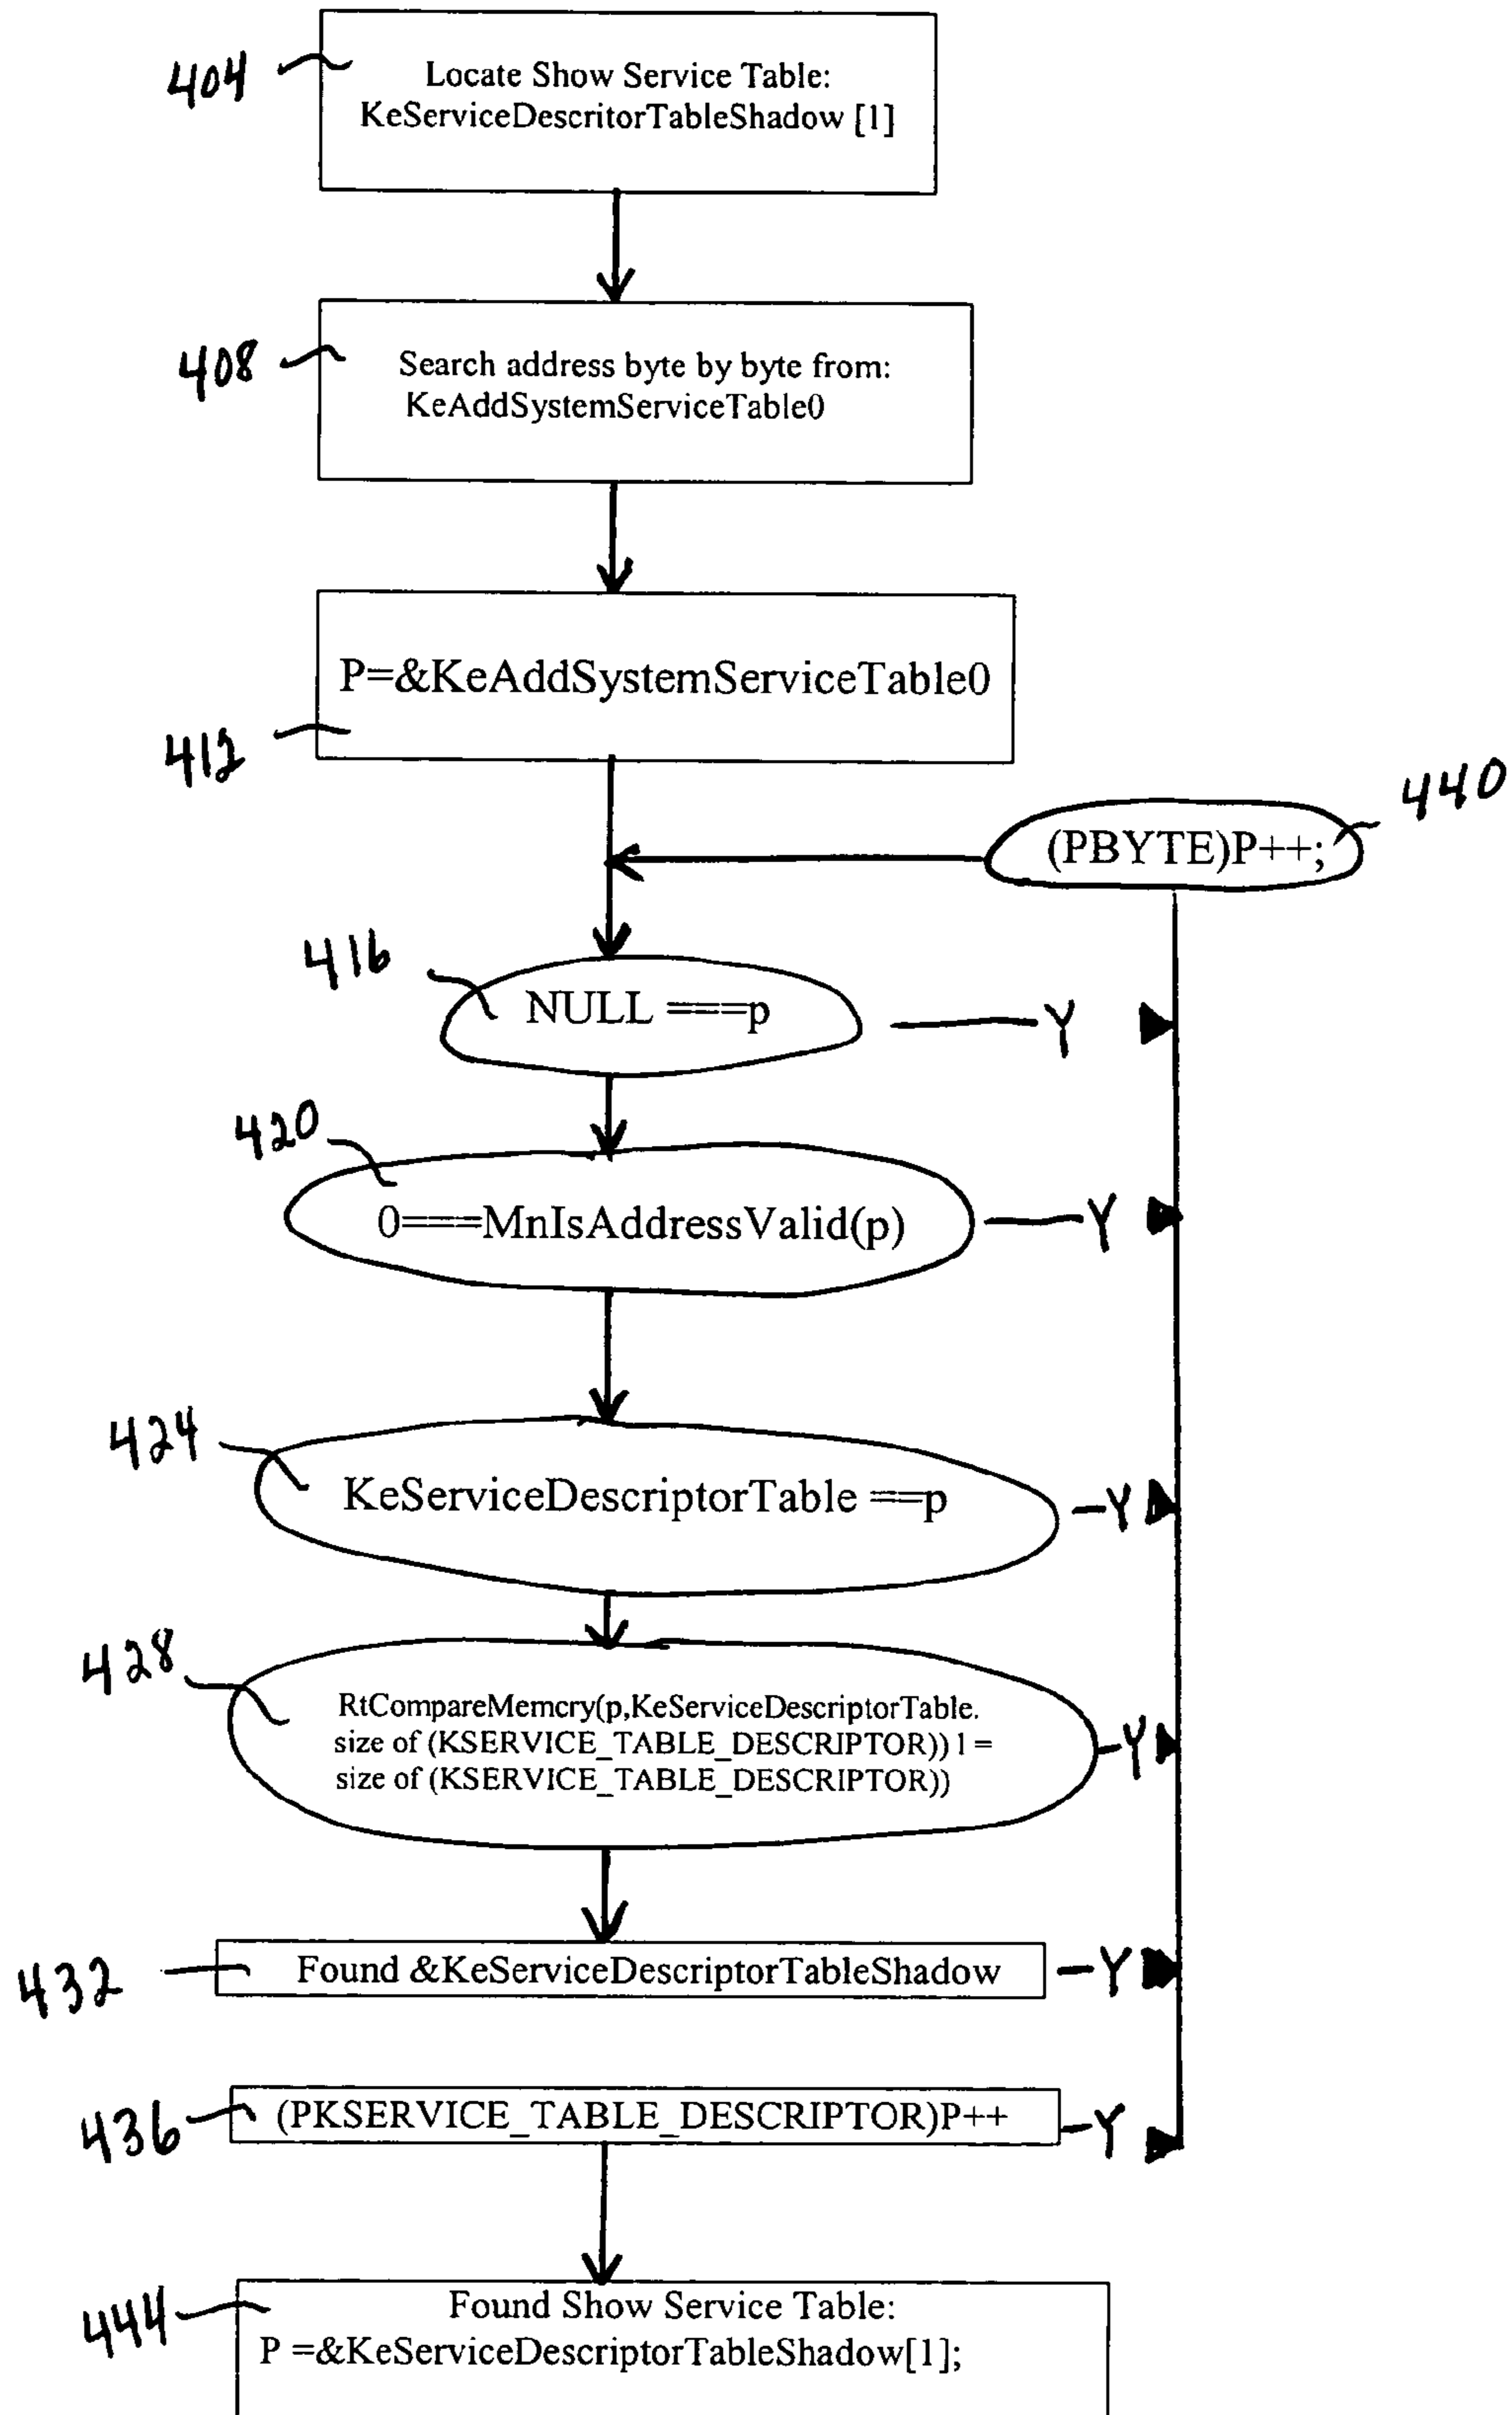 404
Locate Show Service Table:
KeServiceDescritorTableShadow [1]
408
Search address byte by byte from:
KeAddSystemServiceTable0
P=&KeAddSystemServiceTable0
412
440
(PBYTE)P++;
416
NULL ===p
Y
420
0===MnIsAddressValid(p)
Y
424
KeServiceDescriptorTable ==p
Y
428
RtCompareMemcry(p,KeServiceDescriptorTable.
size of (KSERVICE_TABLE_DESCRIPTOR)) l =
size of (KSERVICE_TABLE_DESCRIPTOR))
Y
432
Found &KeServiceDescriptorTableShadow
Y
436
(PKSERVICE_TABLE_DESCRIPTOR)P++
Y
444
Found Show Service Table:
P =&KeServiceDescriptorTableShadow[1];